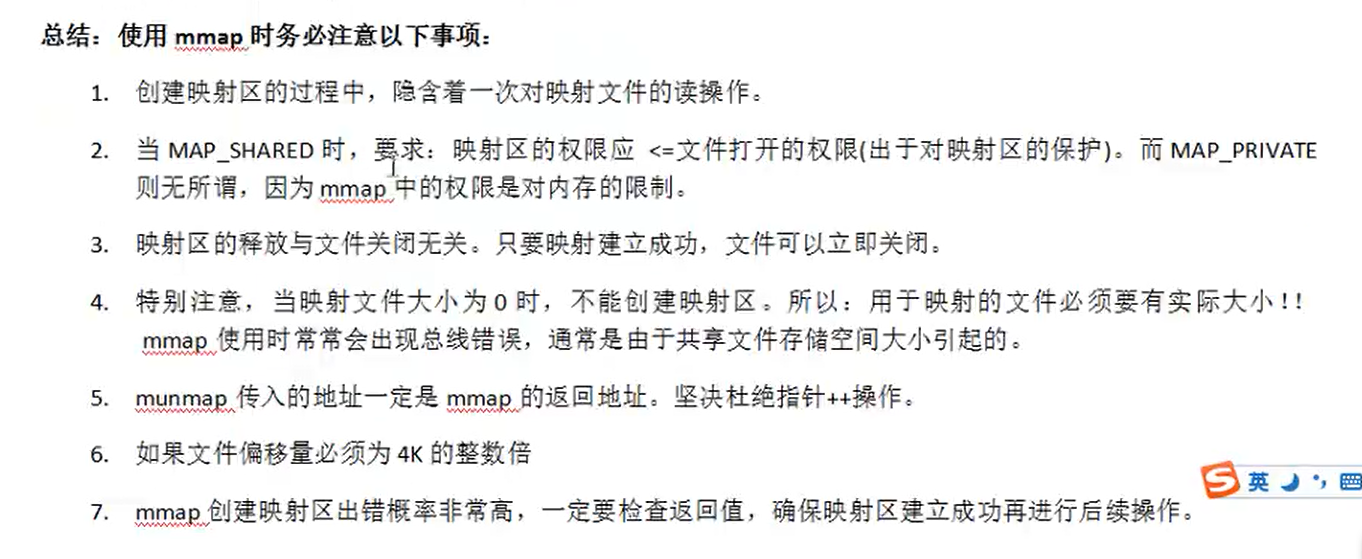 总结：使用 mmap 时务必注意以下事项：
1. 创建映射区的过程中，隐含着一次对映射文件的读操作。
2. 当 MAP_SHARED 时，要求：映射区的权限应 <=文件打开的权限(出于对映射区的保护)。而 MAP_PRIVATE
则无所谓，因为 mmap 中的权限是对内存的限制。
3. 映射区的释放与文件关闭无关。只要映射建立成功，文件可以立即关闭。
4. 特别注意，当映射文件大小为 0 时，不能创建映射区。所以：用于映射的文件必须要有实际大小！！
mmap 使用时常常会出现总线错误，通常是由于共享文件存储空间大小引起的。
5. munmap 传入的地址一定是 mmap 的返回地址。坚决杜绝指针++操作。
6. 如果文件偏移量必须为 4K 的整数倍
英
7. mmap 创建映射区出错概率非常高，一定要检查返回值，确保映射区建立成功再进行后续操作。